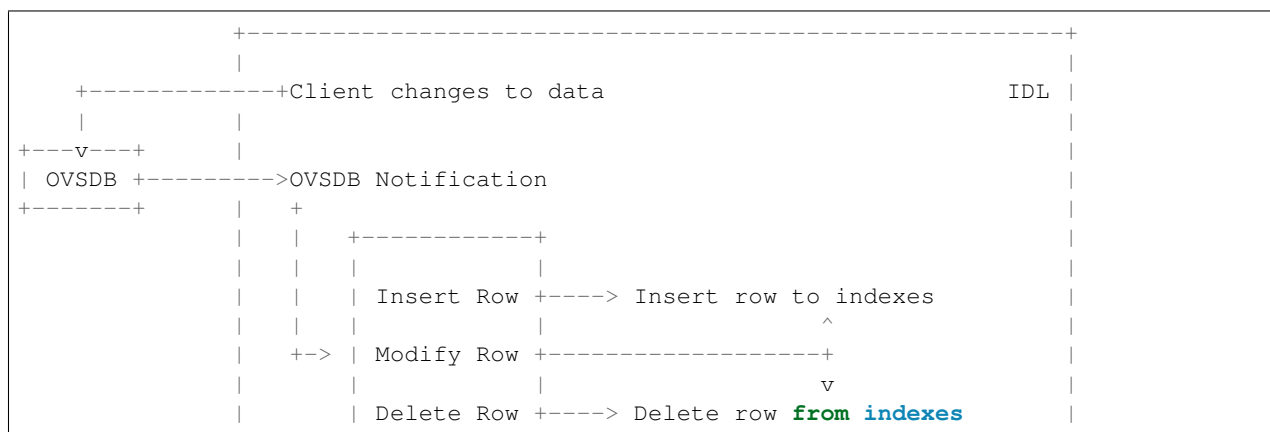 +---------------------------------------------------------+
|                                                         |
+-------------+Client changes to data                            IDL |
|          |                                                         |
+---v---+      |                                                         |
| OVSDB +--------->OVSDB Notification                                    |
+-------+      |   +                                                     |
|   |   +------------+                                    |
|   |   |            |                                    |
|   |   | Insert Row +----> Insert row to indexes         |
|   |   |            |                   ^                |
|   +-> | Modify Row +-------------------+                |
|       |            |                   v                |
|       | Delete Row +----> Delete row from indexes       |